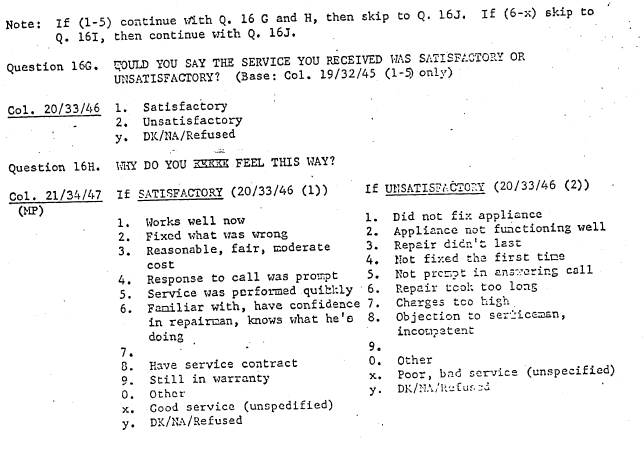 Note: If (1-5) continue with Q. 16 G and H, then skip to Q. 16J. If (6-x) skip to
Q. 16I, then continue with Q. 16J.
Question 16G. WOULD YOU SAY THE SERVICE YOU RECEIVED WAS SATISFACTORY OR
UNSATISFACTORY? (Base: Col. 19/32/45 (1-5) only)
Col. 20/33/46 1. Satisfactory
2. Unsatisfactory
y. DK/NA/Refused
Question 16H. WHY DO YOU FEEL THIS WAY?
Col. 21/34/47 If SATISFACTORY (20/33/46 (1))
(MP)
1. Works well now
2. Fixed what was wrong
3. Reasonable, fair, moderate
cost
4. Response to call was prompt
5. Service was performed quihkly
6. Familiar with, have confidence
in repairman, knows what he's
doing
7.
8. Have service contract
9. Still in warranty
0. Other
x. Good service (unspedified)
y. DK/NA/Refused
If UNSATISFACTORY (20/33/46 (2))
1. Did not fix appliance
2. Appliance not functioning well
3. Repair didn't last
4. Not fixed the first time
5. Not prompt in answering call
6. Repair took too long
7. Charges too high
8. Objection to serviceman,
incompetent
9.
0. Other
x. Poor, bad service (unspecified)
y. DK/NA/Refused